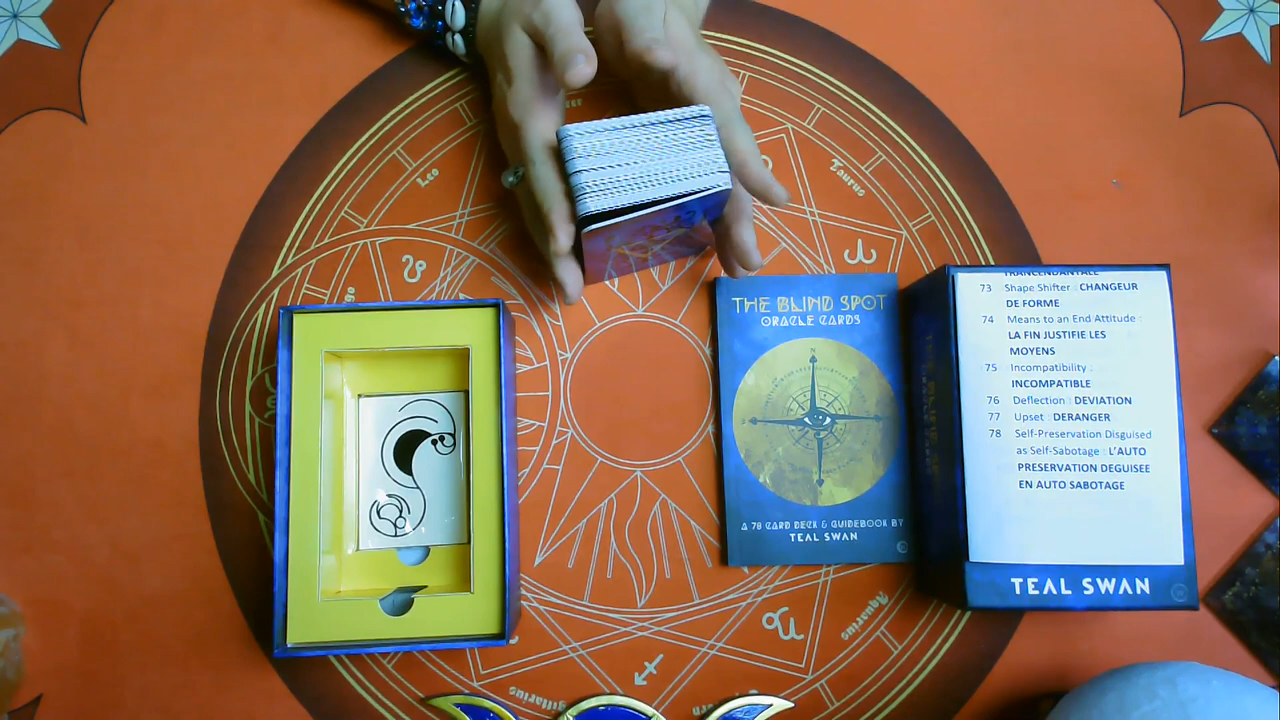 Leo
Taurus
THE BLIND SPOT
ORACLE CARDS
A 78 CARD DECK & GUIDEBOOK BY
TEAL SWAN
TRANCENDANTALE
73 Shape Shifter : CHANGEUR
DE FORME
74 Means to an End Attitude :
LA FIN JUSTIFIE LES
MOYENS
75 Incompatibility :
INCOMPATIBLE
76 Deflection : DEVIATION
77 Upset : DERANGER
78 Self-Preservation Disguised
as Self-Sabotage : L'AUTO
PRESERVATION DEGUISEE
EN AUTO SABOTAGE
TEAL SWAN
Aquarius